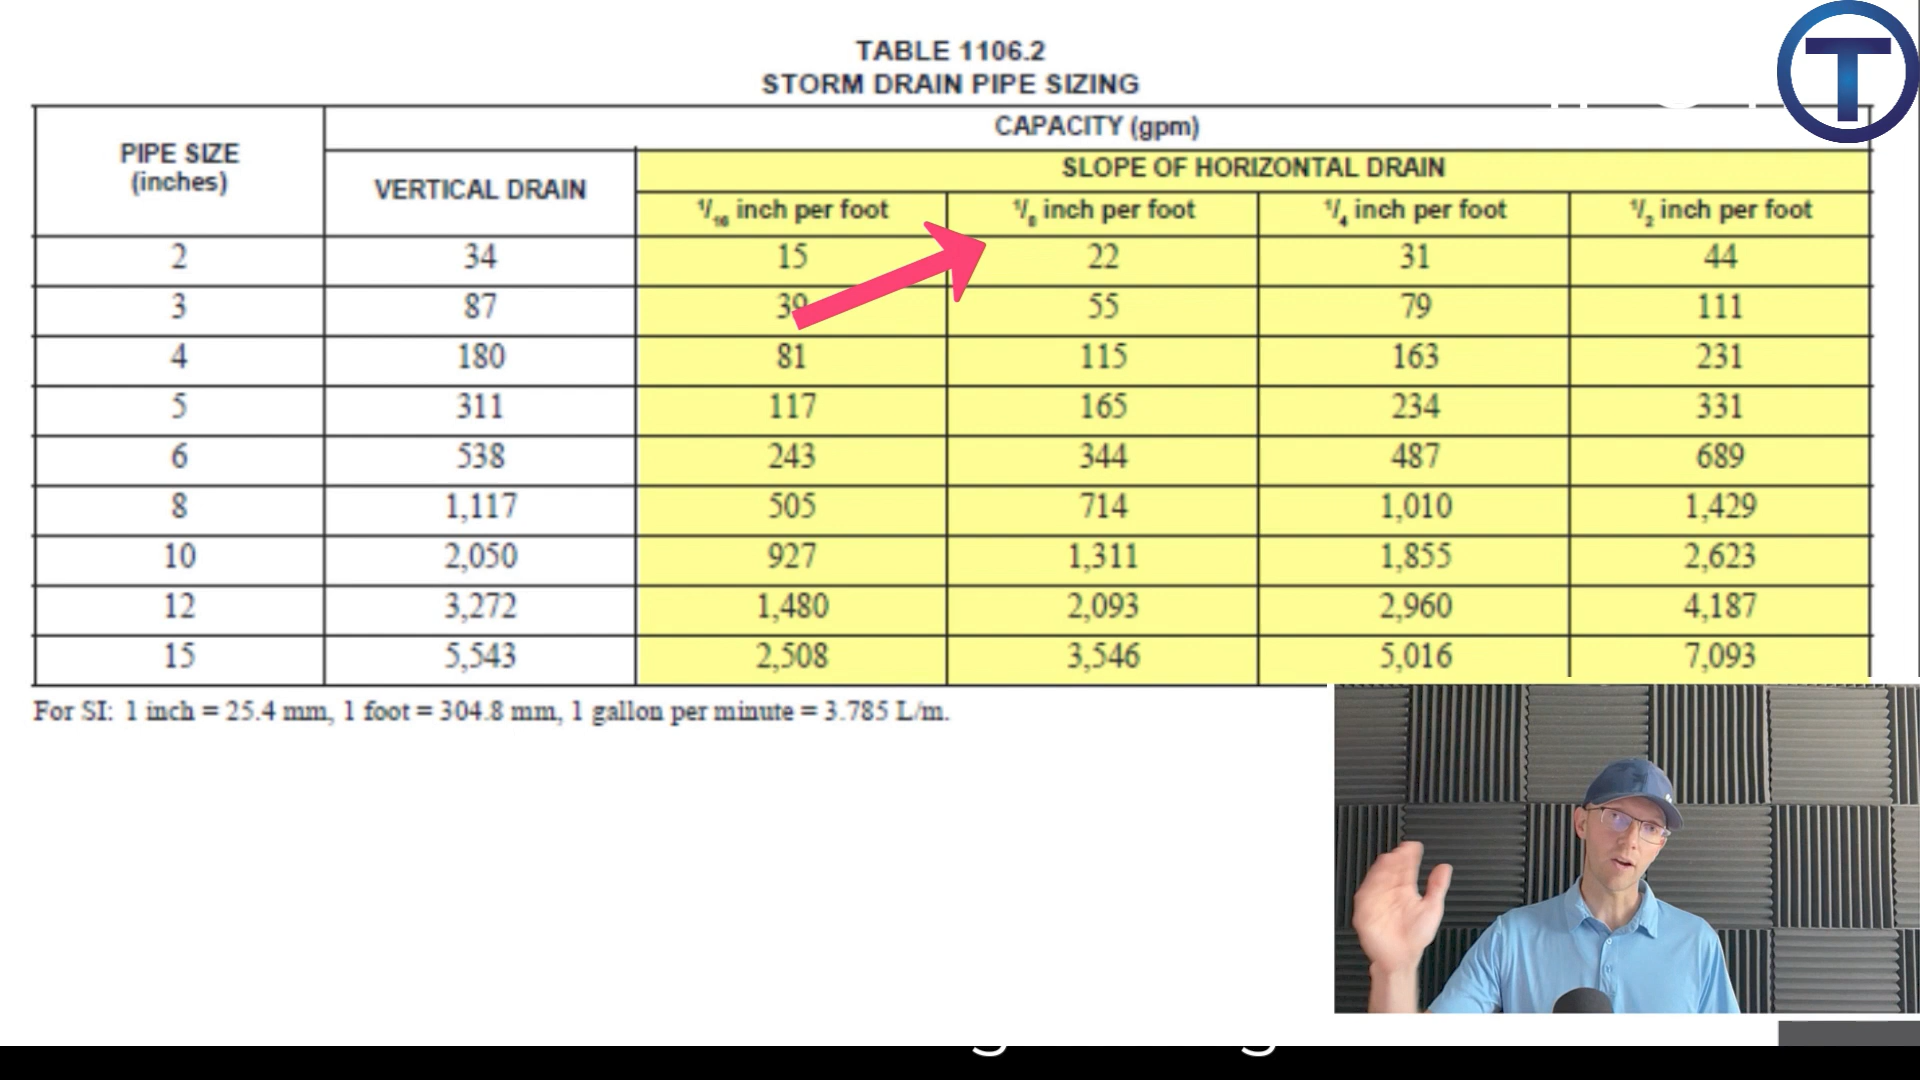 TABLE 1106.2
STORM DRAIN PIPE SIZING
PIPE SIZE
(inches)
CAPACITY (gpm)
VERTICAL DRAIN
SLOPE OF HORIZONTAL DRAIN
1/16 inch per foot 1/8 inch per foot 1/4 inch per foot 1/2 inch per foot
2 34 15 22 31 44
3 87 39 55 79 111
4 180 81 115 163 231
5 311 117 165 234 331
6 538 243 344 487 689
8 1,117 505 714 1,010 1,429
10 2,050 927 1,311 1,855 2,623
12 3,272 1,480 2,093 2,960 4,187
15 5,543 2,508 3,546 5,016 7,093
For SI: 1 inch = 25.4 mm, 1 foot = 304.8 mm, 1 gallon per minute = 3.785 L/m.
T